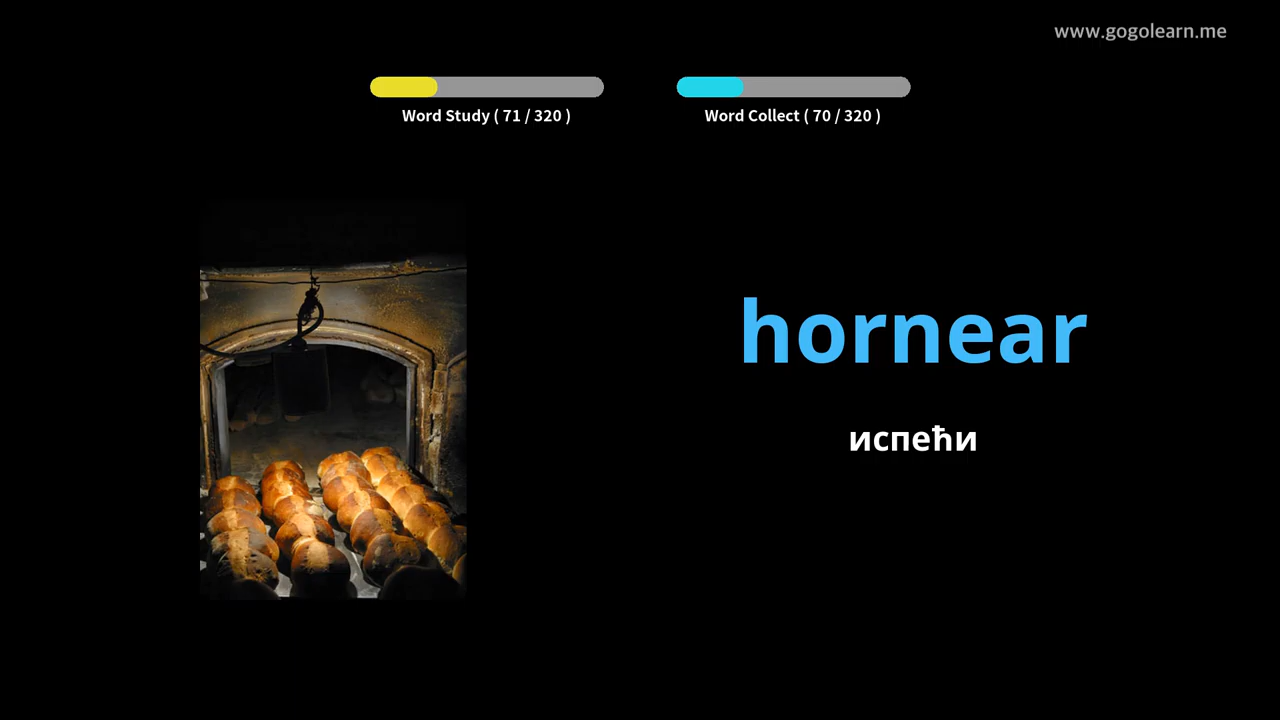 www.gogolearn.me
Word Study ( 71 / 320 )
Word Collect ( 70 / 320 )
hornear
испећи